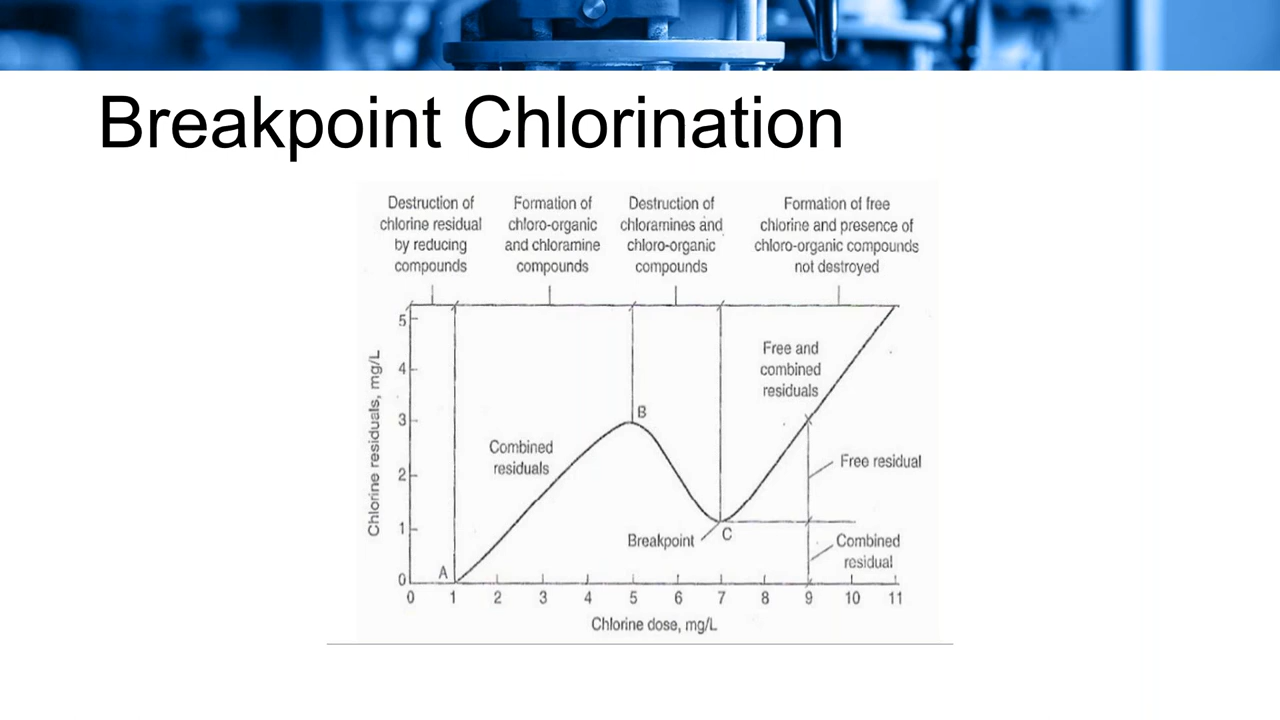 Breakpoint Chlorination
Destruction of
chlorine residual
by reducing
compounds
Formation of
chloro-organic
and chloramine
compounds
Destruction of
chloramines and
chloro-organic
compounds
Formation of free
chlorine and presence of
chloro-organic compounds
not destroyed
Chlorine residuals, mg/L
5
4
3
2
1
0
Free and
combined
residuals
B
Combined
residuals
Free residual
Breakpoint
C
Combined
residual
A
0 1 2 3 4 5 6 7 8 9 10 11
Chlorine dose, mg/L